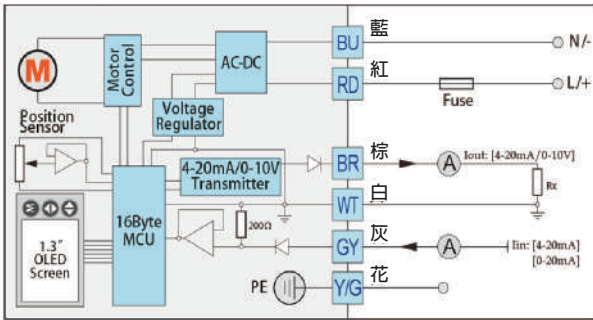 M
Motor
Control
AC-DC
Voltage
Regulator
Position
Sensor
4-20mA/0-10V
Transmitter
16Byte
MCU
1.3"
OLED
Screen
200Ω
PE
BU 藍 N/-
RD 紅 L/+
Fuse
BR 棕 A Iout: [4-20mA/0-10V]
Rx
WT 白
GY 灰 A Iin: [4-20mA]
[0-20mA]
Y/G 花